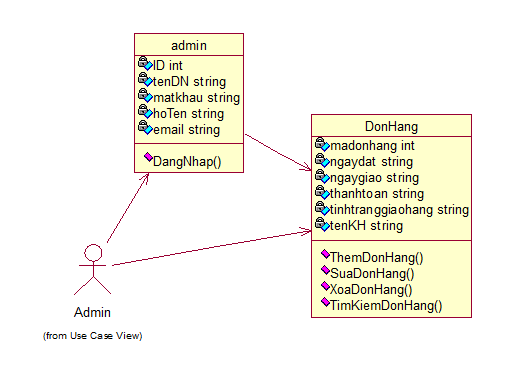 admin
ID int
tenDN string
matkhau string
hoTen string
email string
DangNhap()
DonHang
madonhang int
ngaydat string
ngaygiao string
thanhtoan string
tinhtranggiaohang string
tenKH string
ThemDonHang()
SuaDonHang()
XoaDonHang()
TimKiemDonHang()
Admin
(from Use Case View)